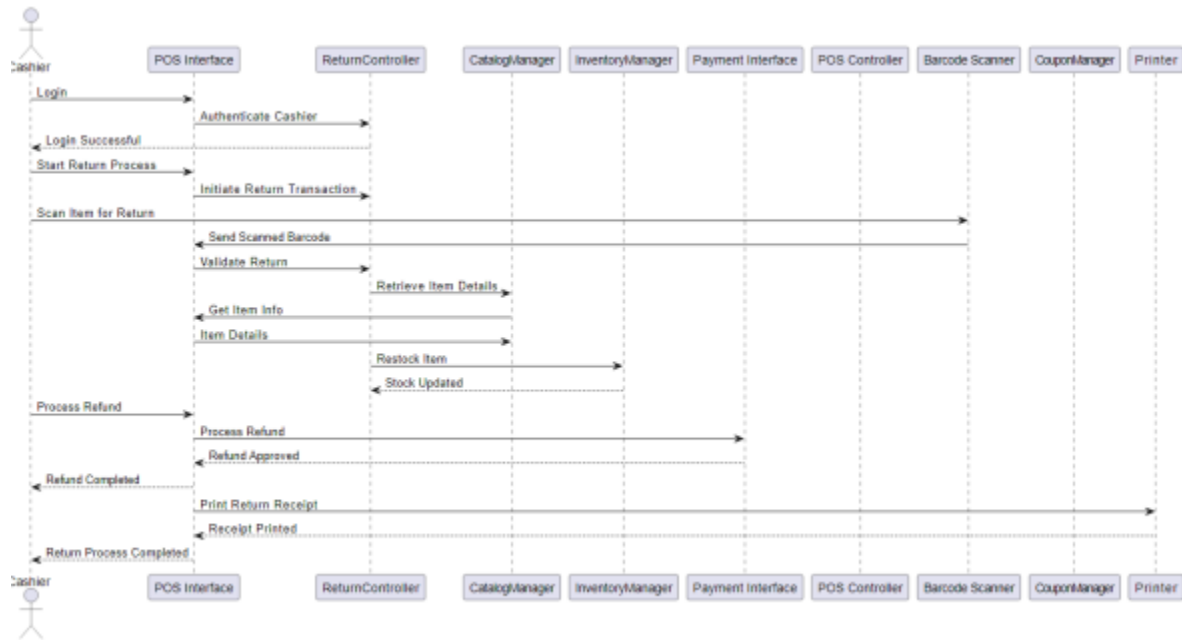 Cashier
POS Interface ReturnController CatalogManager InventoryManager Payment Interface POS Controller Barcode Scanner CouponManager Printer
Login
Authenticate Cashier
Login Successful
Start Return Process
Initiate Return Transaction
Scan Item for Return
Send Scanned Barcode
Validate Return
Retrieve Item Details
Get Item Info
Item Details
Restock Item
Stock Updated
Process Refund
Process Refund
Refund Approved
Refund Completed
Print Return Receipt
Receipt Printed
Return Process Completed
Cashier
POS Interface ReturnController CatalogManager InventoryManager Payment Interface POS Controller Barcode Scanner CouponManager Printer